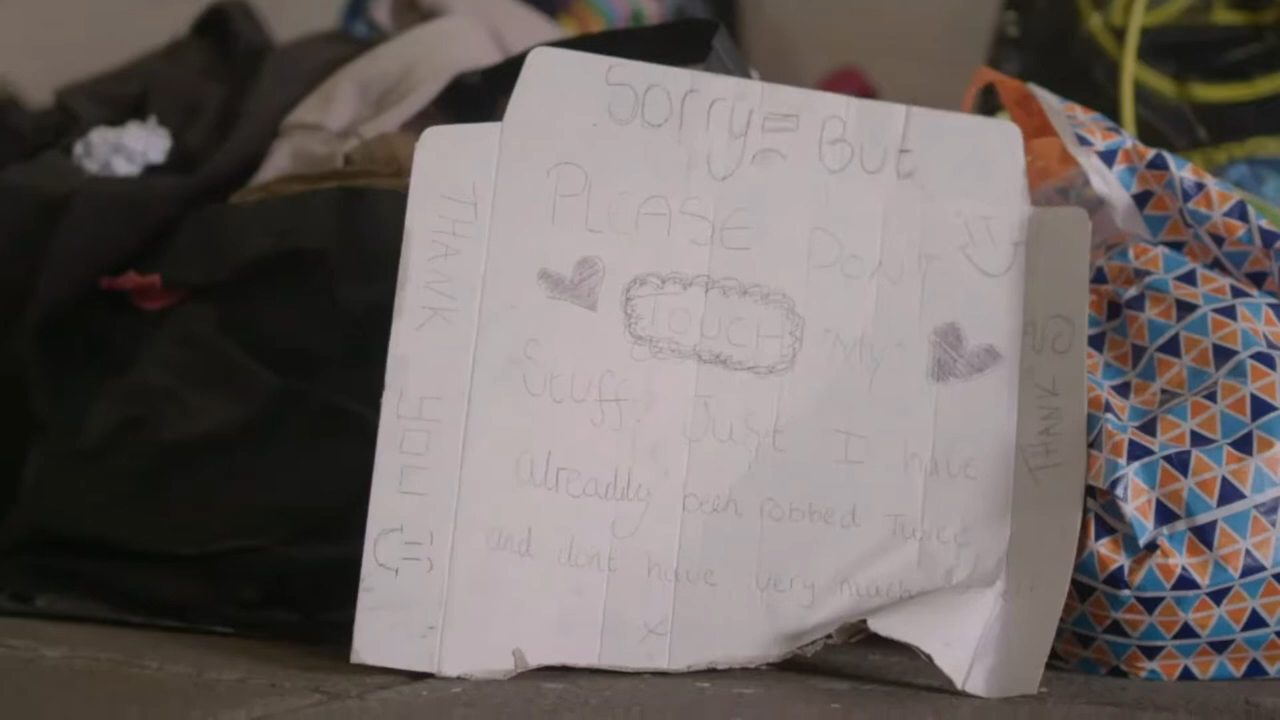 Sorry =( But
PLEASE DON'T =)
TOUCH My
Stuff. Just I have
already been robbed Twice
and dont have very much
x
THANK YOU =)
THANK